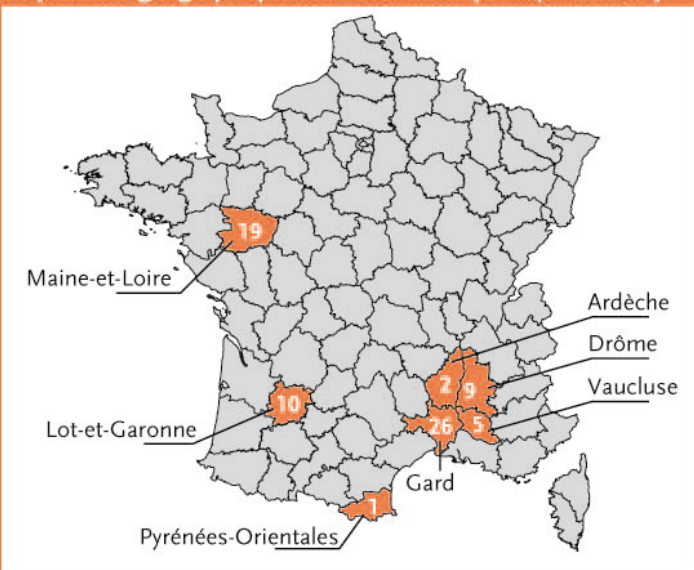 19
Maine-et-Loire
Ardèche
Drôme
2
9
Vaucluse
10
26
5
Lot-et-Garonne
Gard
1
Pyrénées-Orientales